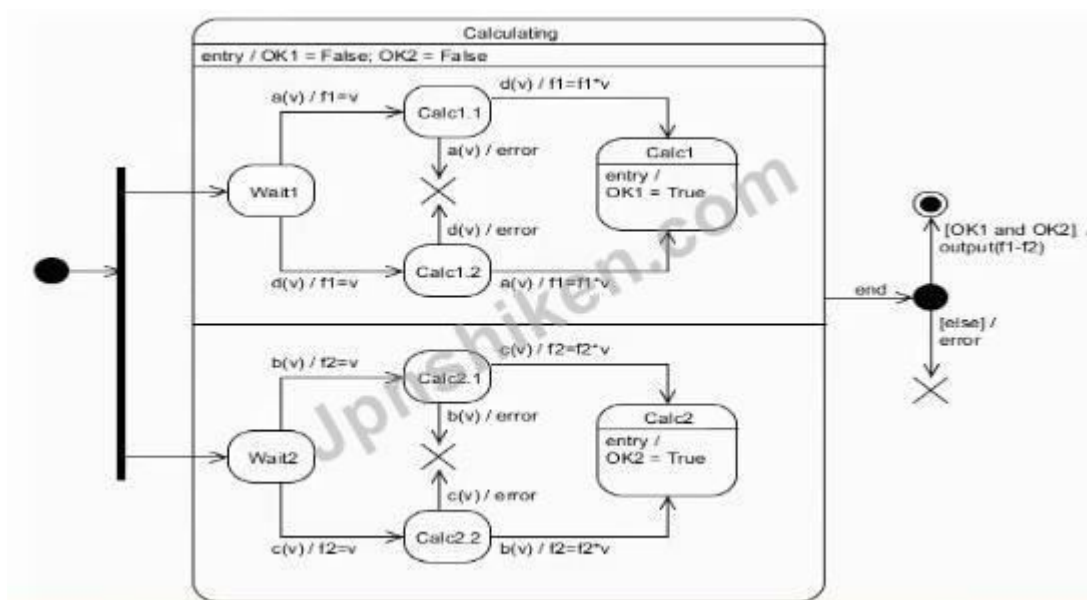 Calculating
entry / OK1 = False; OK2 = False
a(v) / f1=v
Calc1.1
d(v) / f1=f1*v
a(v) / error
Wait1
Calc1
entry /
OK1 = True
d(v) / error
d(v) / f1=v
Calc1.2
a(v) / f1=f1*v
[OK1 and OK2] /
output(f1-f2)
end
[else] /
error
b(v) / f2=v
Calc2.1
c(v) / f2=f2*v
b(v) / error
Wait2
Calc2
entry /
OK2 = True
c(v) / error
c(v) / f2=v
Calc2.2
b(v) / f2=f2*v
Jpnshiken.com